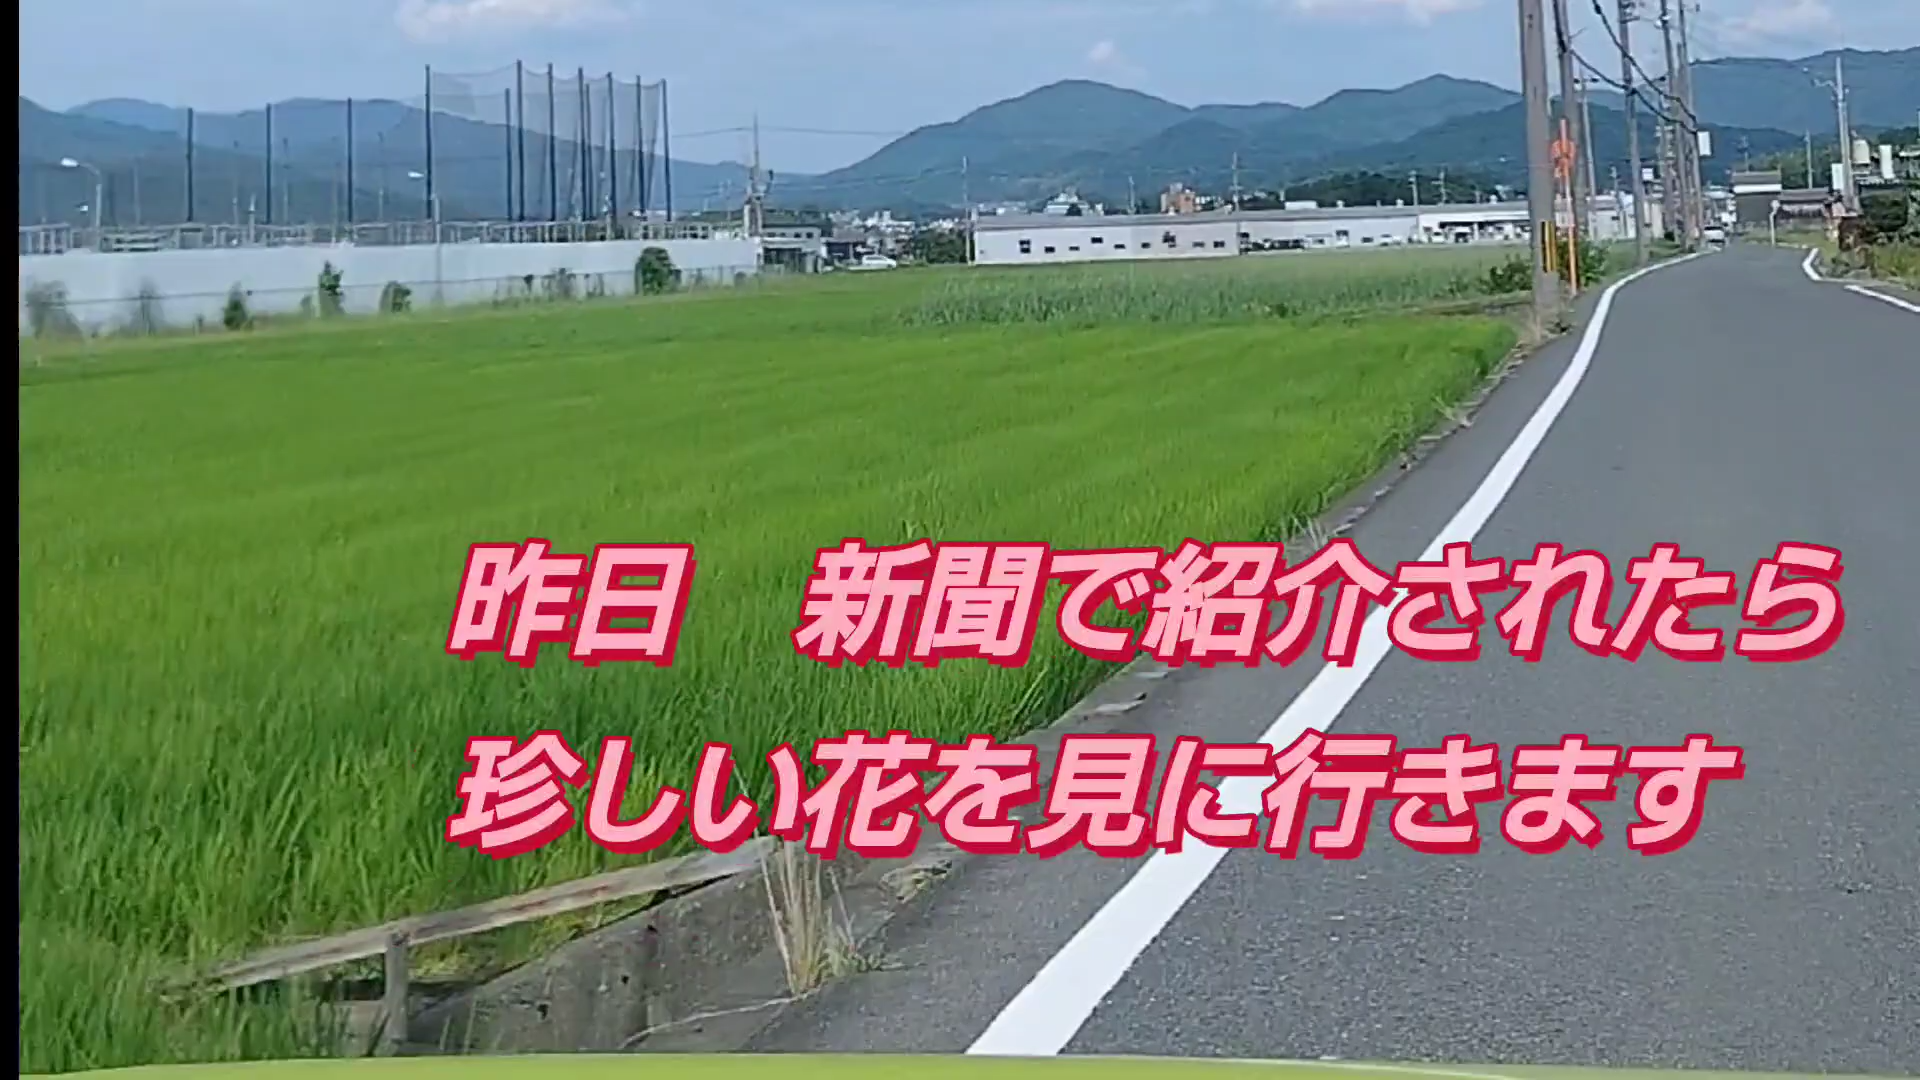 昨日　新聞で紹介されたら
珍しい花を見に行きます